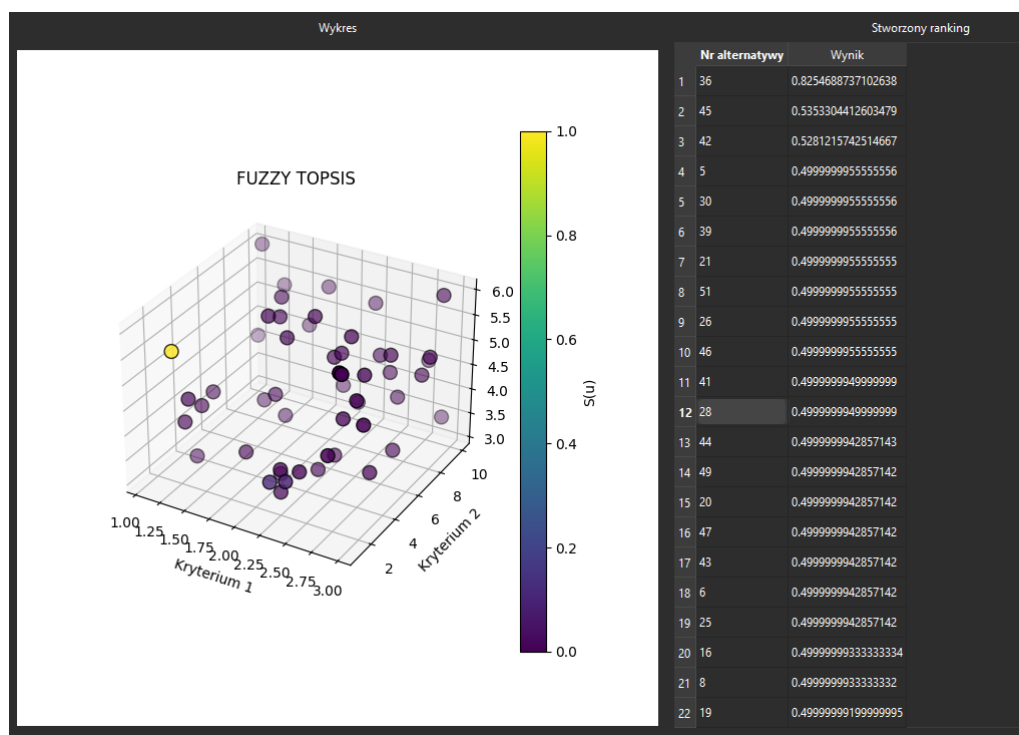 Wykres
FUZZY TOPSIS
6.0
5.5
5.0
4.5
4.0
3.5
3.0
10
8
6
4
2
Kryterium 2
1.00
1.25
1.50
1.75
2.00
2.25
2.50
2.75
3.00
Kryterium 1
1.0
0.8
0.6
0.4
0.2
0.0
S(u)
Stworzony ranking
Nr alternatywy Wynik
1 36 0.8254688737102638
2 45 0.5353304412603479
3 42 0.5281215742514667
4 5 0.4999999955555556
5 30 0.4999999955555556
6 39 0.4999999955555556
7 21 0.4999999955555555
8 51 0.4999999955555555
9 26 0.4999999955555555
10 46 0.4999999955555555
11 41 0.4999999949999999
12 28 0.4999999949999999
13 44 0.4999999942857143
14 49 0.4999999942857142
15 20 0.4999999942857142
16 47 0.4999999942857142
17 43 0.4999999942857142
18 6 0.4999999942857142
19 25 0.4999999942857142
20 16 0.49999999333333334
21 8 0.4999999933333332
22 19 0.49999999199999995